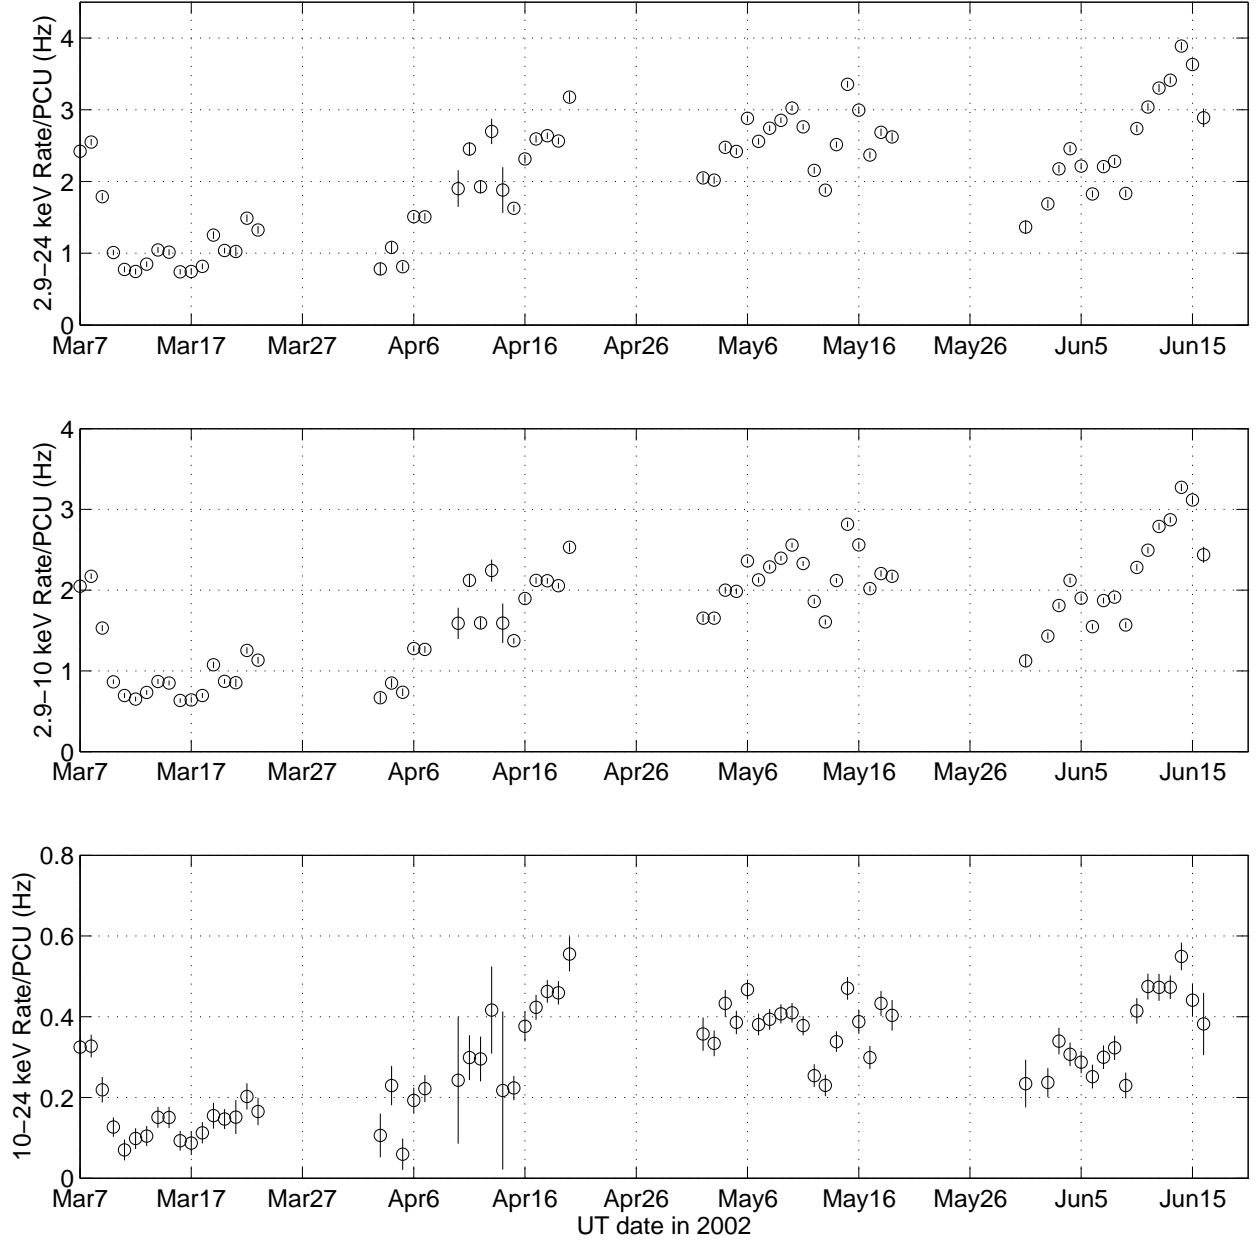 2.9–24 keV Rate/PCU (Hz)
4
3
2
1
0
Mar7 Mar17 Mar27 Apr6 Apr16 Apr26 May6 May16 May26 Jun5 Jun15
2.9–10 keV Rate/PCU (Hz)
4
3
2
1
0
Mar7 Mar17 Mar27 Apr6 Apr16 Apr26 May6 May16 May26 Jun5 Jun15
10–24 keV Rate/PCU (Hz)
0.8
0.6
0.4
0.2
0
Mar7 Mar17 Mar27 Apr6 Apr16 Apr26 May6 May16 May26 Jun5 Jun15
UT date in 2002